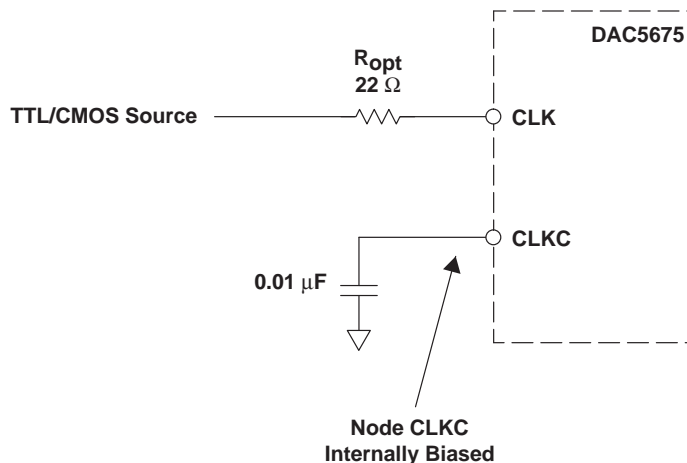 DAC5675
Ropt
22 Ω
TTL/CMOS Source
CLK
CLKC
0.01 μF
Node CLKC
Internally Biased